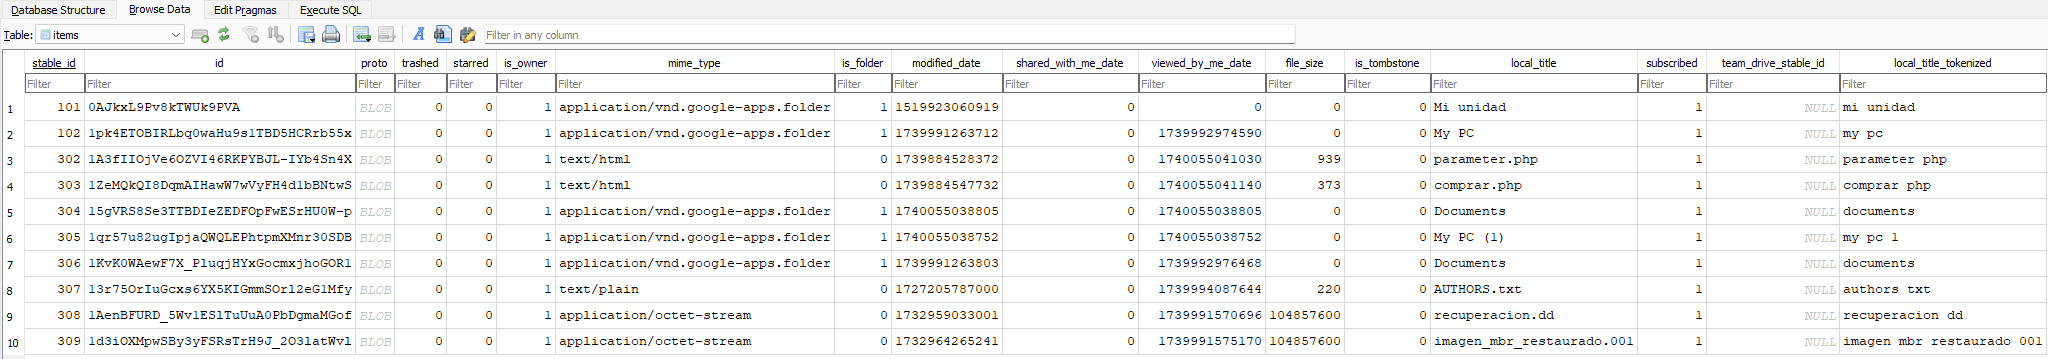 Database Structure Browse Data Edit Pragmas Execute SQL
Table: items Filter in any column
stable_id id proto trashed starred is_owner mime_type is_folder modified_date shared_with_me_date viewed_by_me_date file_size is_tombstone local_title subscribed team_drive_stable_id local_title_tokenized
Filter Filter Filter Filter Filter Filter Filter Filter Filter Filter Filter Filter Filter Filter Filter Filter Filter
1 101 0AJkxL9Pv8kTWUk9PVA BLOB 0 0 1 application/vnd.google-apps.folder 1 1519923060919 0 0 0 0 Mi unidad 1 NULL mi unidad
2 102 1pk4ETOBIRLbq0waHu9s1TBD5HCRrb55x BLOB 0 0 1 application/vnd.google-apps.folder 1 1739991263712 0 1739992974590 0 0 My PC 1 NULL my pc
3 302 1A3fIIOjVe6OZVI46RKPYBJL-IYb4Sn4X BLOB 0 0 1 text/html 0 1739884528372 0 1740055041030 939 0 parameter.php 1 NULL parameter php
4 303 1ZeMQkQI8DqmAIHawW7wVyFH4d1bBNtwS BLOB 0 0 1 text/html 0 1739884547732 0 1740055041140 373 0 comprar.php 1 NULL comprar php
5 304 15gVRS8Se3TTBDIeZEDFOpFwESrHU0W-p BLOB 0 0 1 application/vnd.google-apps.folder 1 1740055038805 0 1740055038805 0 0 Documents 1 NULL documents
6 305 1qr57u82ugIpjaQWQLEPhtpmXMnr30SDB BLOB 0 0 1 application/vnd.google-apps.folder 1 1740055038752 0 1740055038752 0 0 My PC (1) 1 NULL my pc 1
7 306 1KvK0WAewF7X_PluqjHYxGocmxjhoGOR1 BLOB 0 0 1 application/vnd.google-apps.folder 1 1739991263803 0 1739992976468 0 0 Documents 1 NULL documents
8 307 13r75OrIuGcxs6YX5KIGmmSOrl2eG1Mfy BLOB 0 0 1 text/plain 0 1727205787000 0 1739994087644 220 0 AUTHORS.txt 1 NULL authors txt
9 308 1AenBFURD_5Wv1ES1TuUuA0PbDgmaMGof BLOB 0 0 1 application/octet-stream 0 1732959033001 0 1739991570696 104857600 0 recuperacion.dd 1 NULL recuperacion dd
10 309 1d3iOXMpwSBy3yFSRsTrH9J_2O3latWvl BLOB 0 0 1 application/octet-stream 0 1732964265241 0 1739991575170 104857600 0 imagen_mbr_restaurado.001 1 NULL imagen mbr restaurado 001